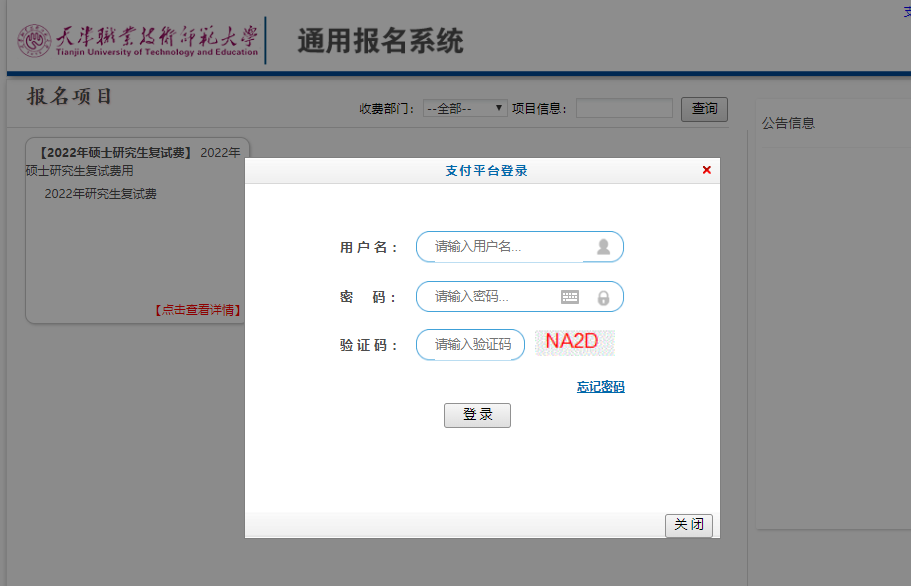 支
天津職業技術師範大學
Tianjin University of Technology and Education
通用报名系统
报名项目
收费部门： --全部-- 项目信息： 查询
公告信息
【2022年硕士研究生复试费】 2022年
硕士研究生复试费用
2022年研究生复试费
【点击查看详情】
支付平台登录
用户名： 请输入用户名...
密 码： 请输入密码...
验证码： 请输入验证码 NA2D
忘记密码
登录
关闭